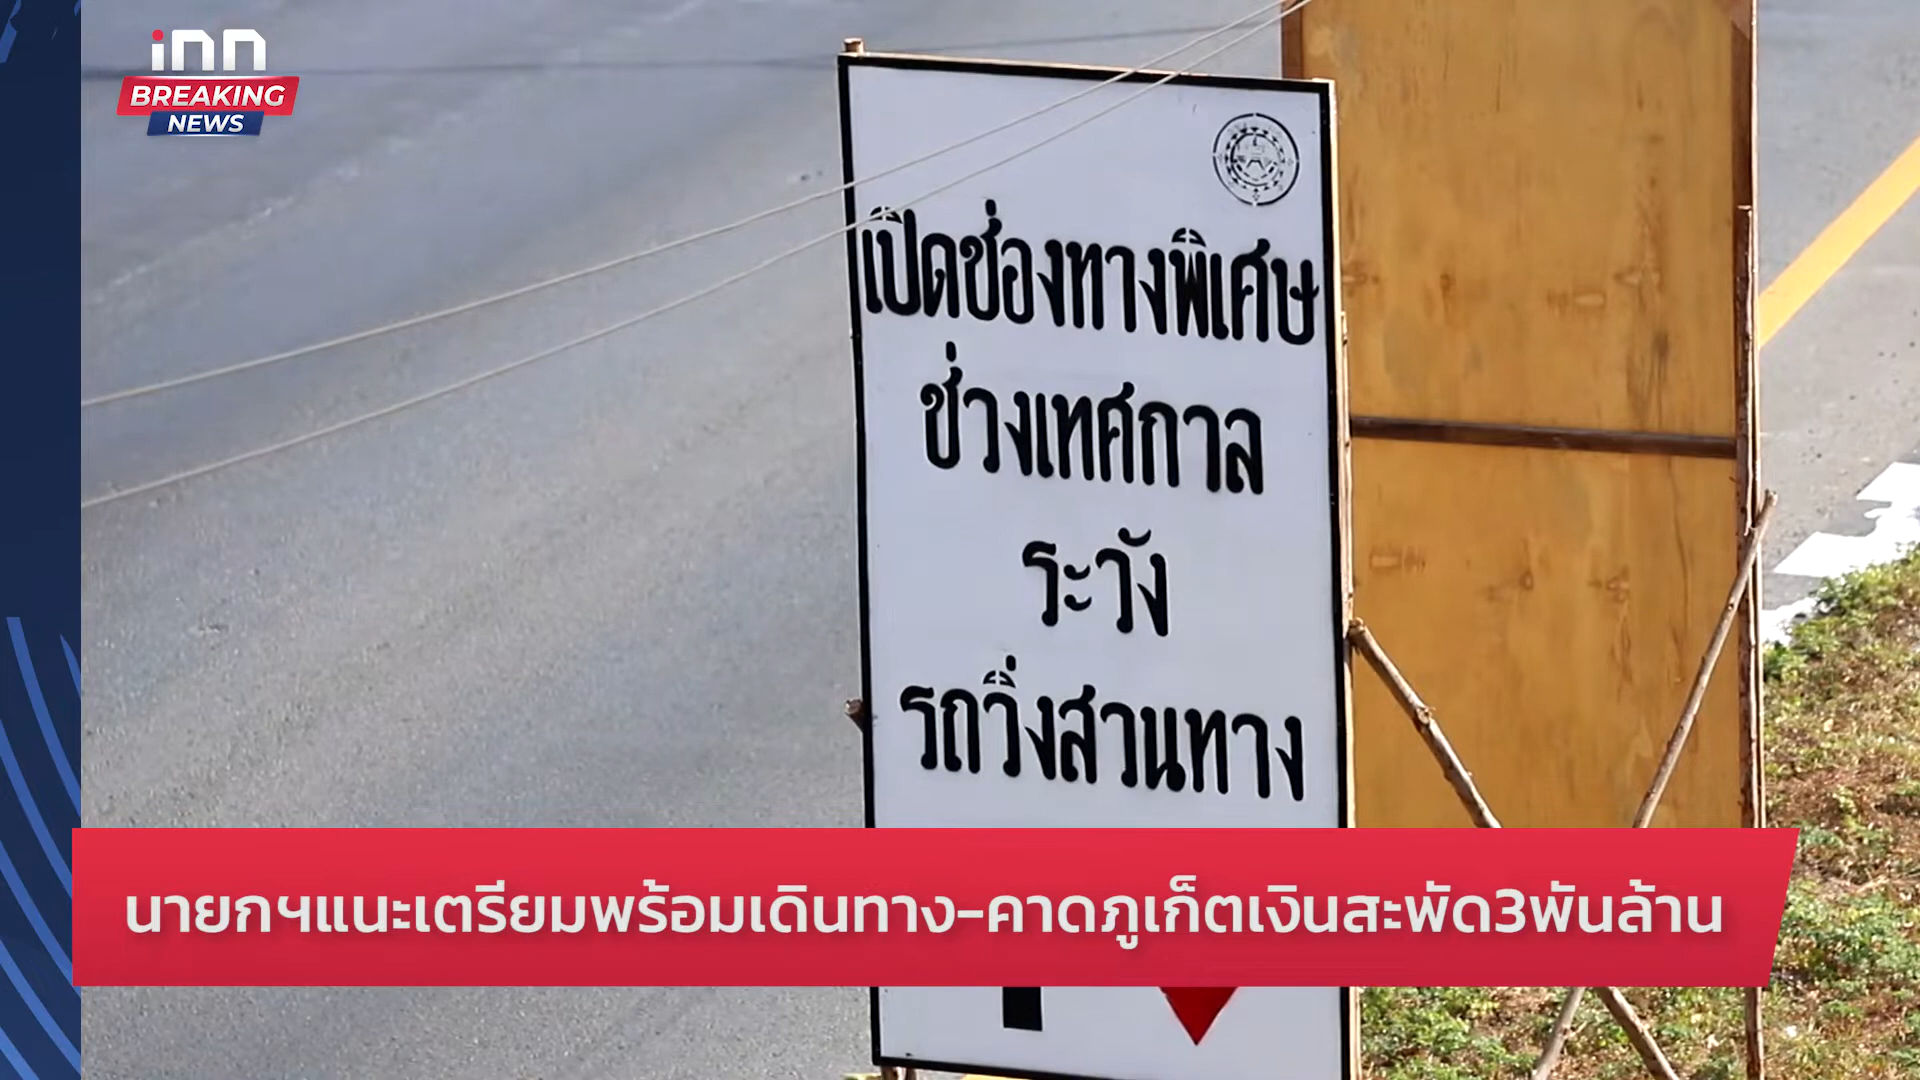 inn
BREAKING
NEWS
เปิดช่องทางพิเศษ
ช่วงเทศกาล
ระวัง
รถวิ่งสวนทาง
นายกฯแนะเตรียมพร้อมเดินทาง-คาดภูเก็ตเงินสะพัด3พันล้าน